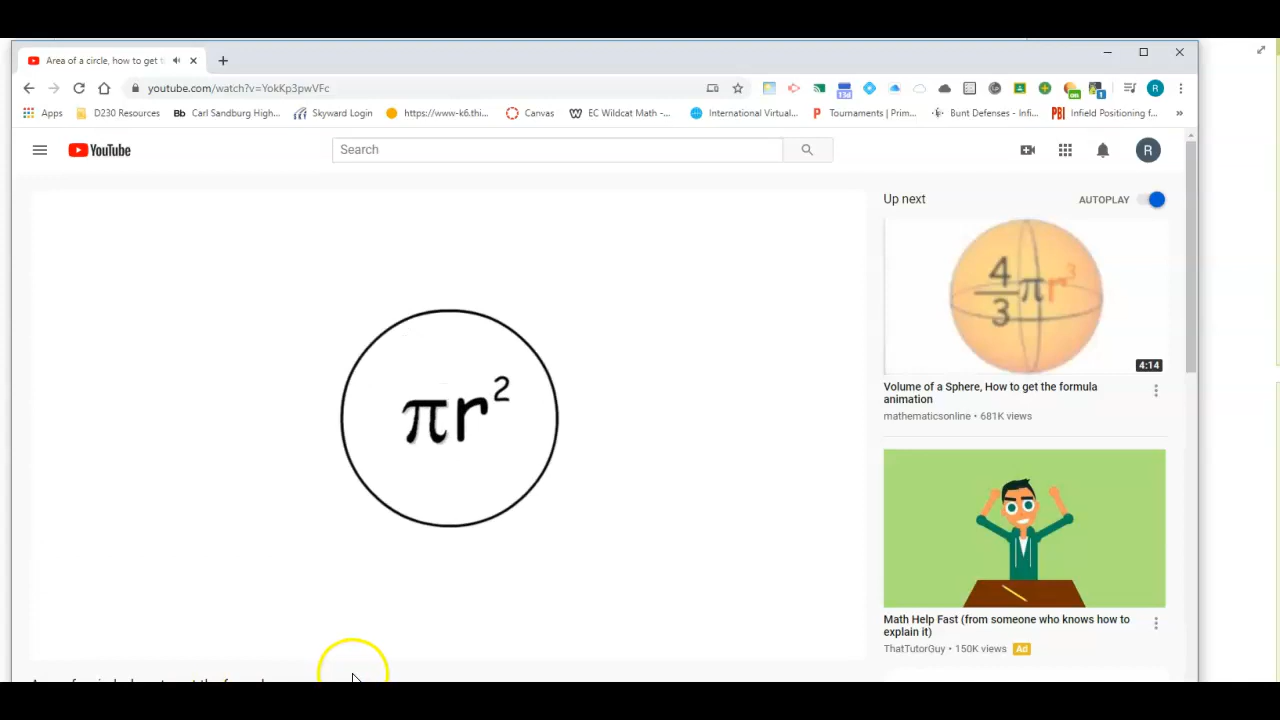 Area of a circle, how to get t
youtube.com/watch?v=YokKp3pwVFc
Apps D230 Resources Bb Carl Sandburg High... Skyward Login https://www-k6.thi... Canvas EC Wildcat Math -... International Virtual... Tournaments | Prim... Bunt Defenses - Infi... PBI Infield Positioning f... »
YouTube
Search
R
Up next AUTOPLAY
4/3 πr³
4:14
Volume of a Sphere, How to get the formula
animation
mathematicsonline • 681K views
πr²
Math Help Fast (from someone who knows how to
explain it)
ThatTutorGuy • 150K views Ad